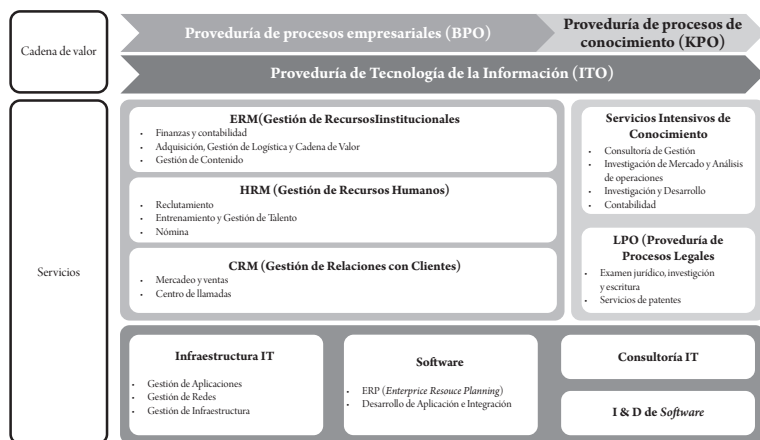 Cadena de valor
Proveduría de procesos empresariales (BPO)
Proveduría de procesos de
conocimiento (KPO)
Proveduría de Tecnología de la Información (ITO)
Servicios
ERM(Gestión de RecursosIinstitucionales
• Finanzas y contabilidad
• Adquisición, Gestión de Logística y Cadena de Valor
• Gestión de Contenido
HRM (Gestión de Recursos Humanos)
• Reclutamiento
• Entrenamiento y Gestión de Talento
• Nómina
CRM (Gestión de Relaciones con Clientes)
• Mercadeo y ventas
• Centro de llamadas
Servicios Intensivos de
Conocimiento
• Consultoría de Gestión
• Investigación de Mercado y Análisis
de operaciones
• Investigación y Desarrollo
• Contabilidad
LPO (Proveduría de
Procesos Legales
• Examen jurídico, investigción
y escritura
• Servicios de patentes
Infraestructura IT
• Gestión de Aplicaciones
• Gestión de Redes
• Gestión de Infraestructura
Software
• ERP (Enterprice Resouce Planning)
• Desarrollo de Aplicación e Integración
Consultoría IT
I & D de Software